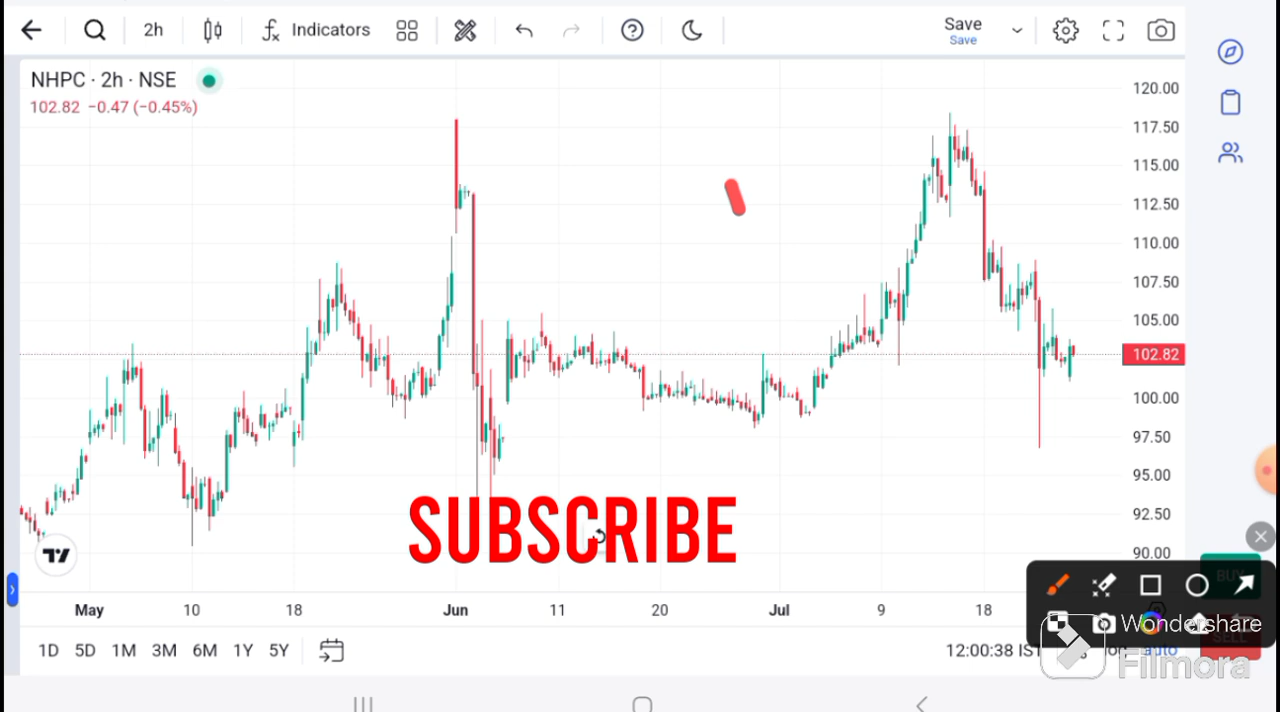 2h
Indicators
Save
Save
NHPC · 2h · NSE
102.82 −0.47 (−0.45%)
120.00
117.50
115.00
112.50
110.00
107.50
105.00
102.82
100.00
97.50
95.00
92.50
90.00
SUBSCRIBE
BUY
SELL
May 10 18 Jun 11 20 Jul 9 18
1D 5D 1M 3M 6M 1Y 5Y
12:00:38 IST
auto
Wondershare
Filmora